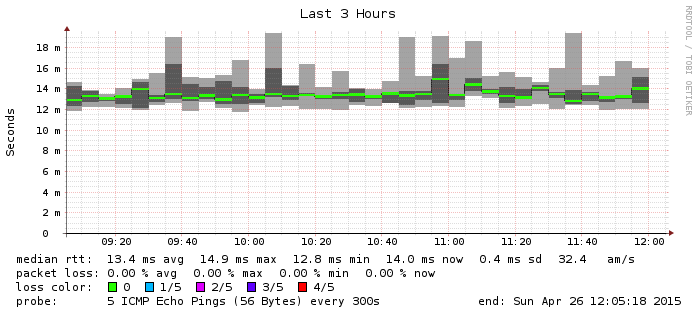 Last 3 Hours
RRDTOOL / TOBI OETIKER
Seconds
18 m
16 m
14 m
12 m
10 m
8 m
6 m
4 m
2 m
0
09:20 09:40 10:00 10:20 10:40 11:00 11:20 11:40 12:00
median rtt: 13.4 ms avg 14.9 ms max 12.8 ms min 14.0 ms now 0.4 ms sd 32.4 am/s
packet loss: 0.00 % avg 0.00 % max 0.00 % min 0.00 % now
loss color: 0 1/5 2/5 3/5 4/5
probe: 5 ICMP Echo Pings (56 Bytes) every 300s end: Sun Apr 26 12:05:18 2015